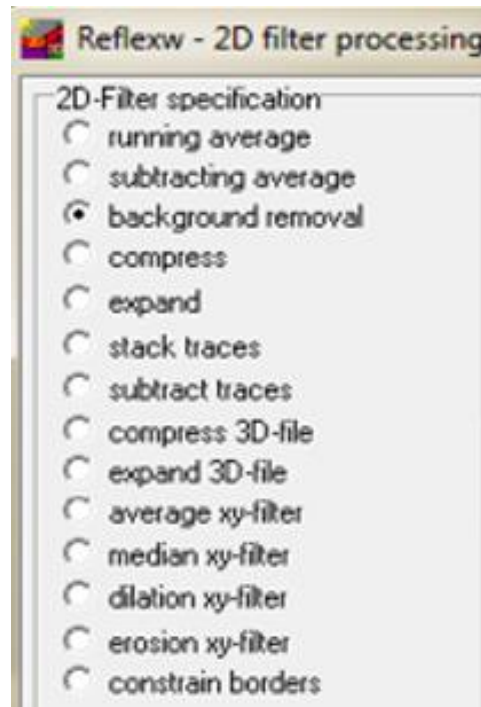 Reflexw - 2D filter processing
2D-Filter specification
running average
subtracting average
background removal
compress
expand
stack traces
subtract traces
compress 3D-file
expand 3D-file
average xy-filter
median xy-filter
dilation xy-filter
erosion xy-filter
constrain borders